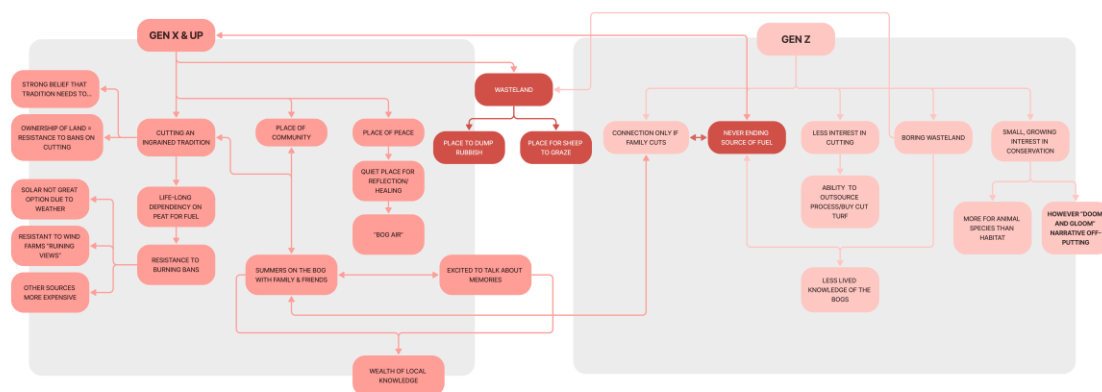 GEN X & UP
GEN Z
STRONG BELIEF THAT
TRADITION NEEDS TO...
OWNERSHIP OF LAND =
RESISTANCE TO BANS ON
CUTTING
SOLAR NOT GREAT
OPTION DUE TO
WEATHER
RESISTANT TO WIND
FARMS "RUINING
VIEWS"
OTHER SOURCES
MORE EXPENSIVE
CUTTING AN
INGRAINED TRADITION
LIFE-LONG
DEPENDENCY ON
PEAT FOR FUEL
RESISTANCE TO
BURNING BANS
PLACE OF
COMMUNITY
PLACE OF PEACE
QUIET PLACE FOR
REFLECTION/
HEALING
"BOG AIR"
SUMMERS ON THE BOG
WITH FAMILY & FRIENDS
EXCITED TO TALK ABOUT
MEMORIES
WEALTH OF LOCAL
KNOWLEDGE
WASTELAND
PLACE TO DUMP
RUBBISH
PLACE FOR SHEEP
TO GRAZE
CONNECTION ONLY IF
FAMILY CUTS
NEVER ENDING
SOURCE OF FUEL
LESS INTEREST IN
CUTTING
ABILITY TO
OUTSOURCE
PROCESS/BUY CUT
TURF
LESS LIVED
KNOWLEDGE OF THE
BOGS
BORING WASTELAND
SMALL, GROWING
INTEREST IN
CONSERVATION
MORE FOR ANIMAL
SPECIES THAN
HABITAT
HOWEVER "DOOM
AND GLOOM"
NARRATIVE OFF-
PUTTING